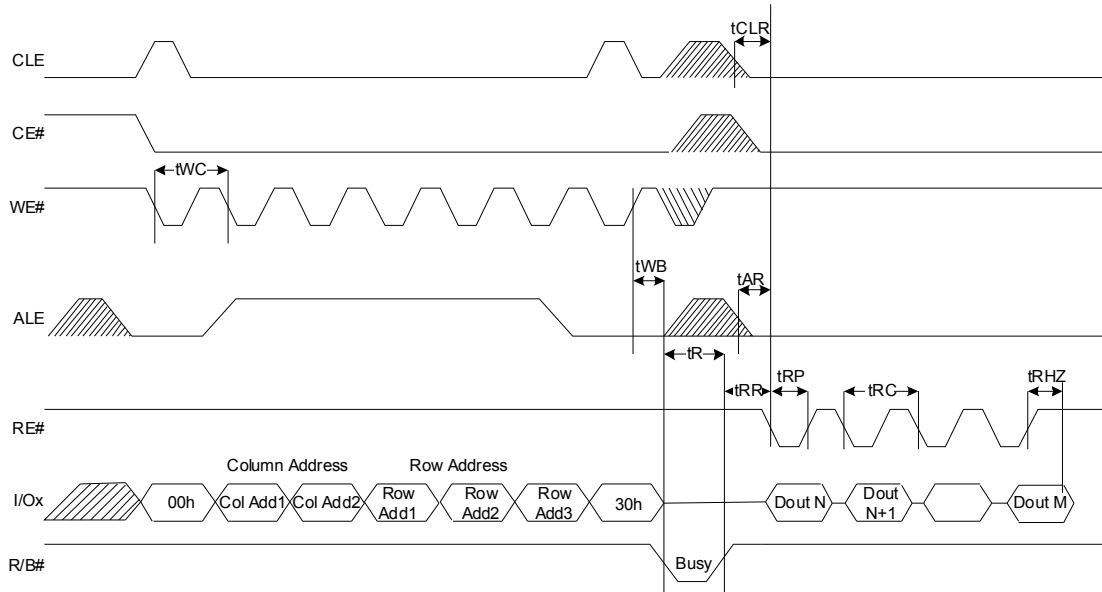 tCLR
CLE
CE#
tWC
WE#
tWB
tAR
ALE
tR
tRR
tRP
tRC
tRHZ
RE#
Column Address
Row Address
I/Ox
00h
Col Add1
Col Add2
Row
Add1
Row
Add2
Row
Add3
30h
Dout N
Dout
N+1
Dout M
R/B#
Busy